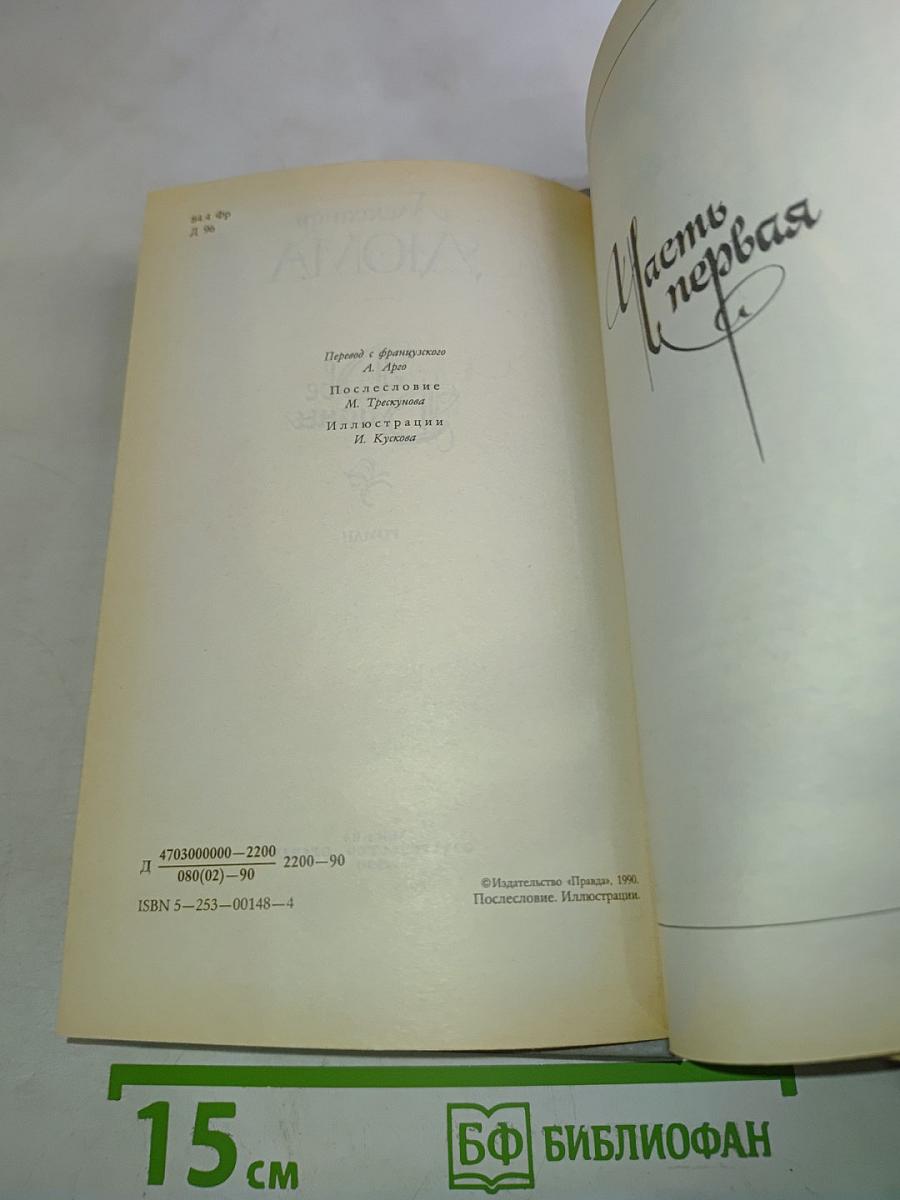 84.4 Фр
Д 96
Перевод с французского
А. Арго
Послесловие
М. Трескунова
Иллюстрации
И. Кускова
Д 4703000000—2200
080(02)—90
2200—90
ISBN 5—253—00148—4
©Издательство «Правда», 1990.
Послесловие. Иллюстрации.
Часть
первая
15 см
БФ БИБЛИОФАН